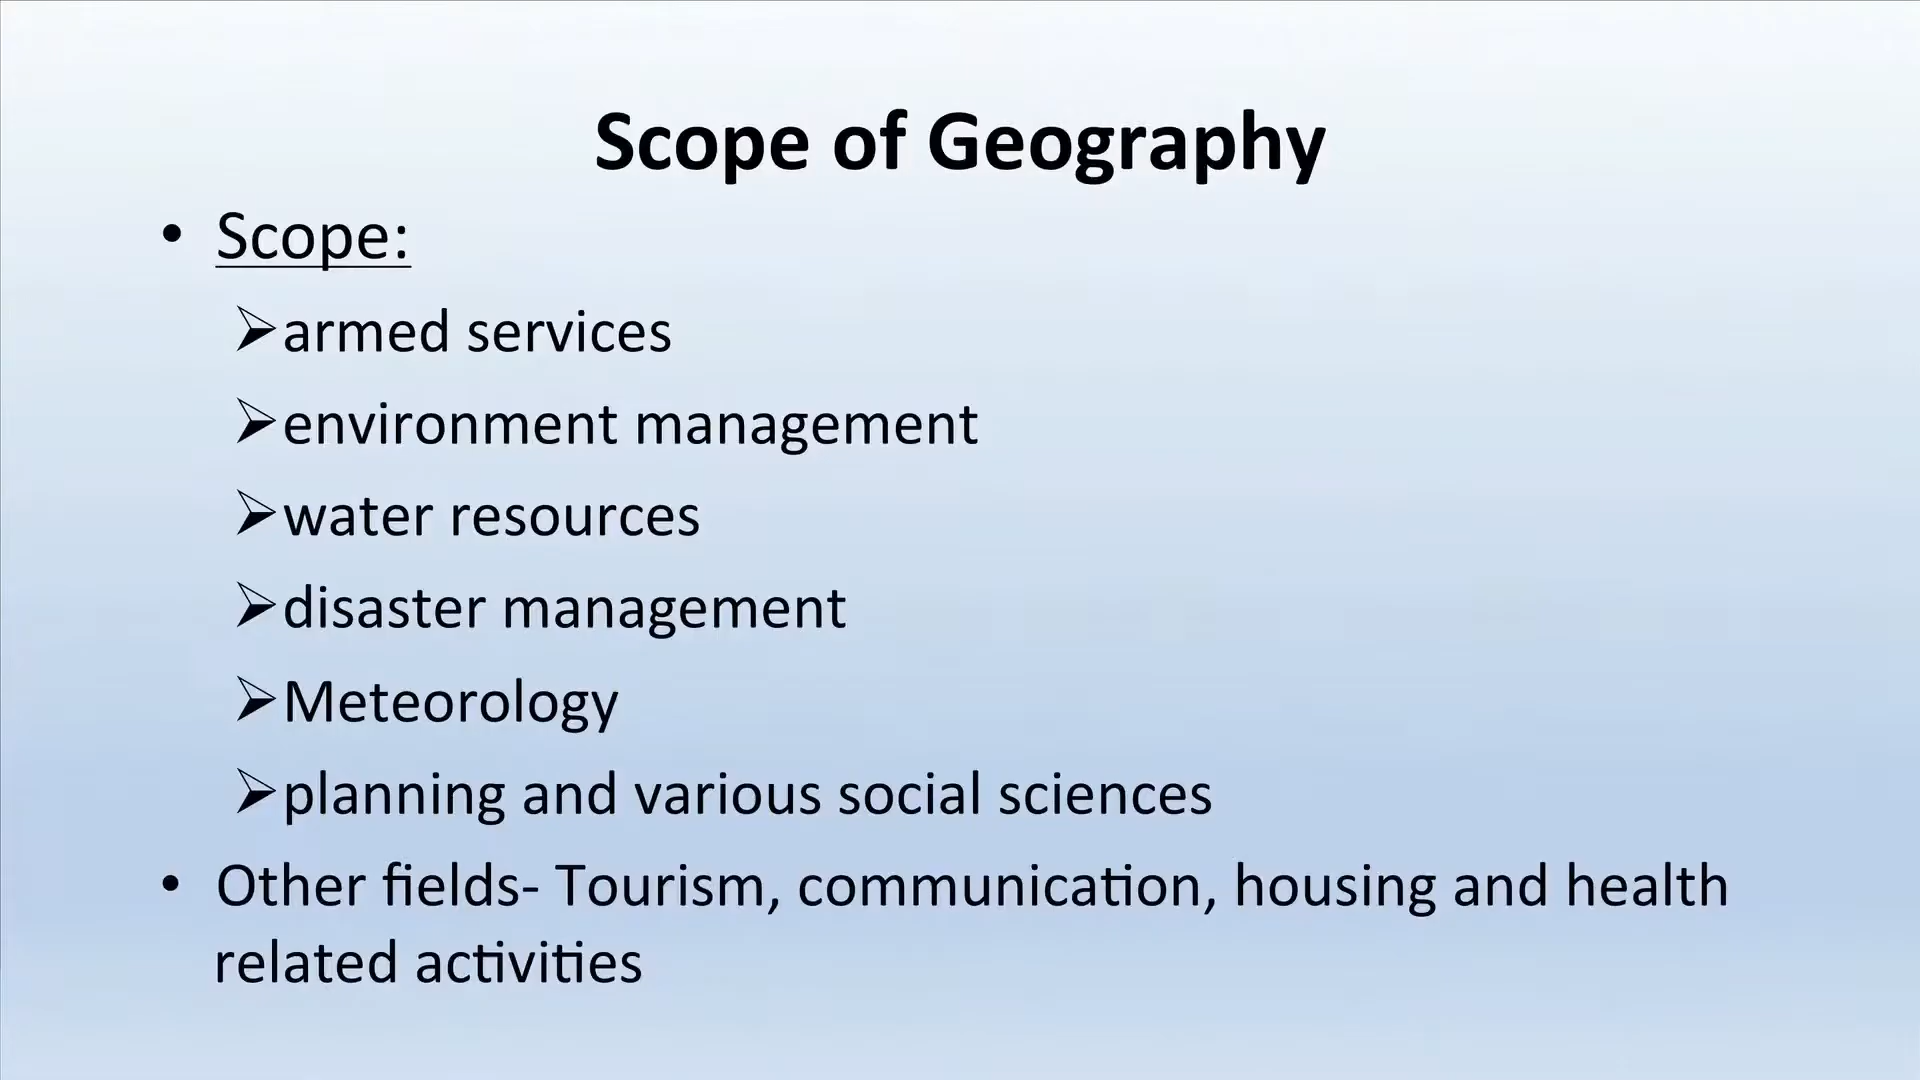 Scope of Geography
• Scope:
➢armed services
➢environment management
➢water resources
➢disaster management
➢Meteorology
➢planning and various social sciences
• Other fields- Tourism, communication, housing and health
related activities